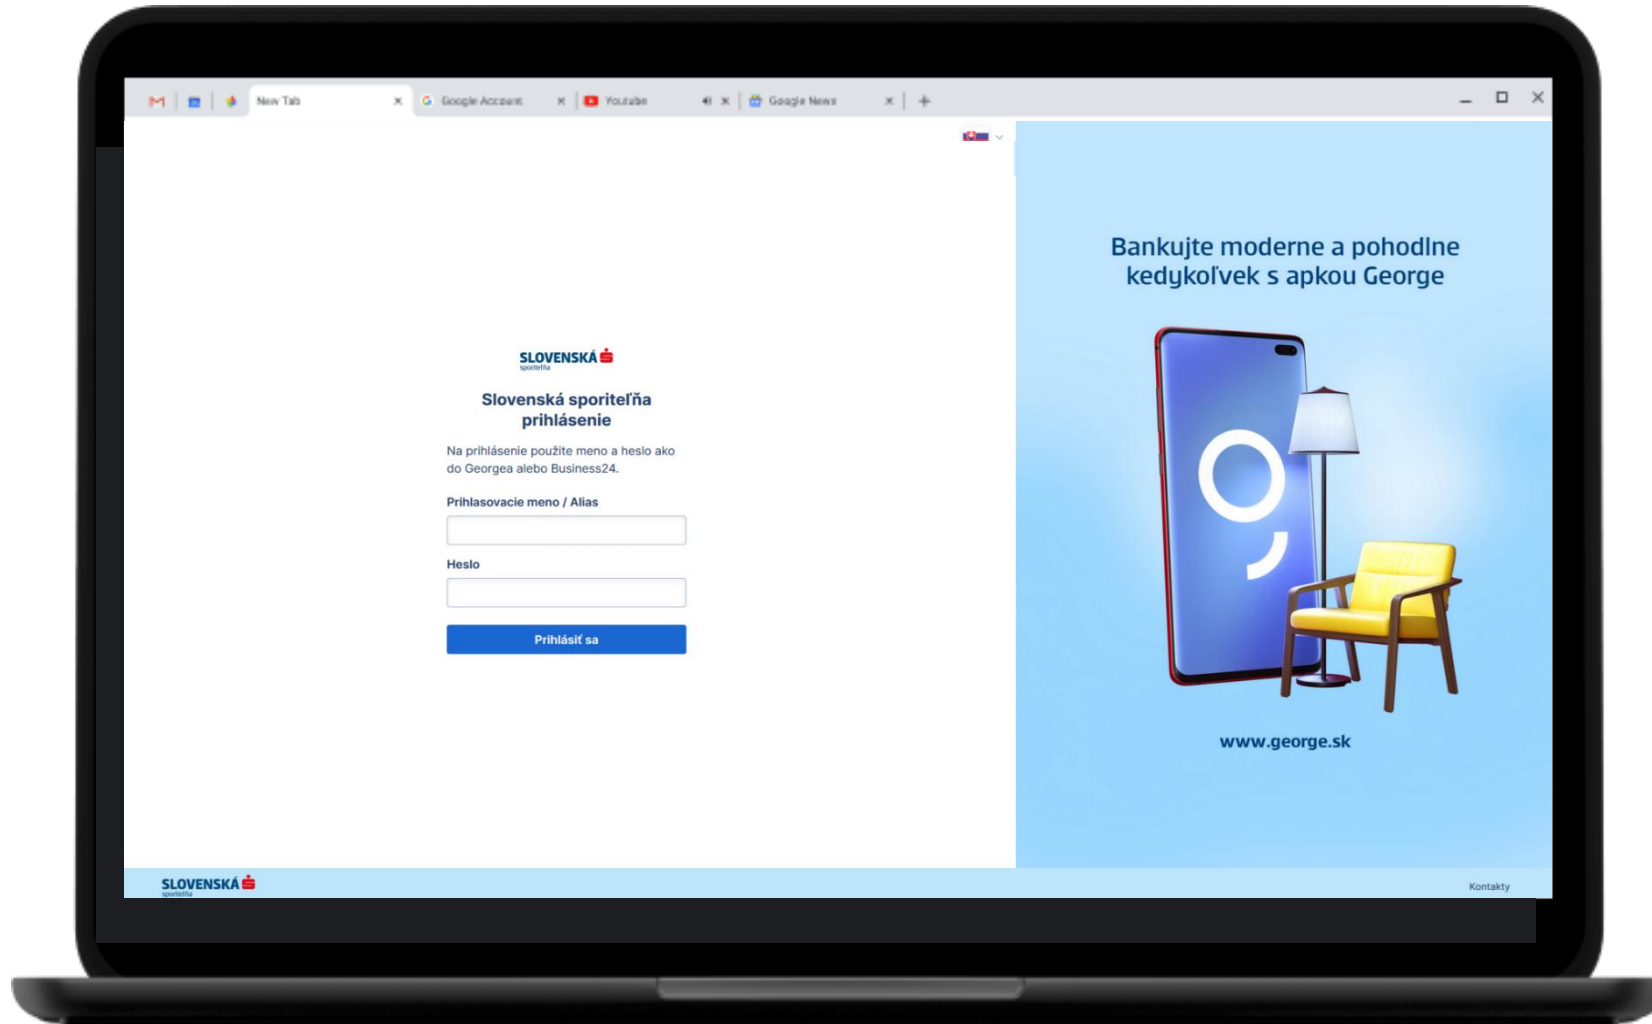 New Tab
Google Account
Youtube
Google News
SLOVENSKÁ
sporiteľňa
Slovenská sporiteľňa
prihlásenie
Na prihlásenie použite meno a heslo ako
do Georgea alebo Business24.
Prihlasovacie meno / Alias
Heslo
Prihlásiť sa
Bankujte moderne a pohodlne
kedykoľvek s apkou George
www.george.sk
SLOVENSKÁ
sporiteľňa
Kontakty